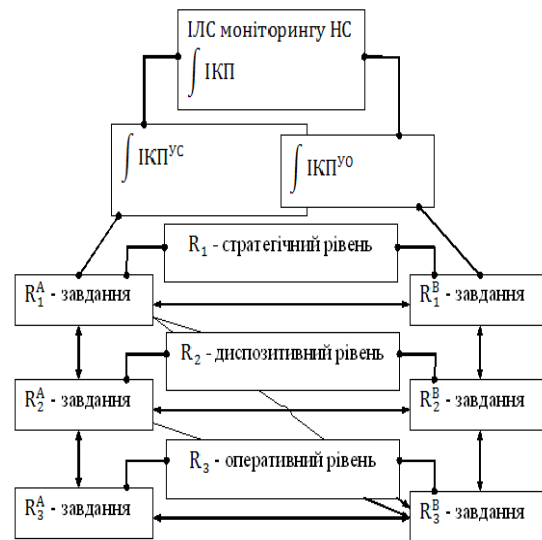 ІЛС моніторингу НС
∫ ІКП
∫ ІКП^УС
∫ ІКП^УО
R₁ - стратегічний рівень
R₁^A - завдання
R₁^B - завдання
R₂ - диспозитивний рівень
R₂^A - завдання
R₂^B - завдання
R₃ - оперативний рівень
R₃^A - завдання
R₃^B - завдання